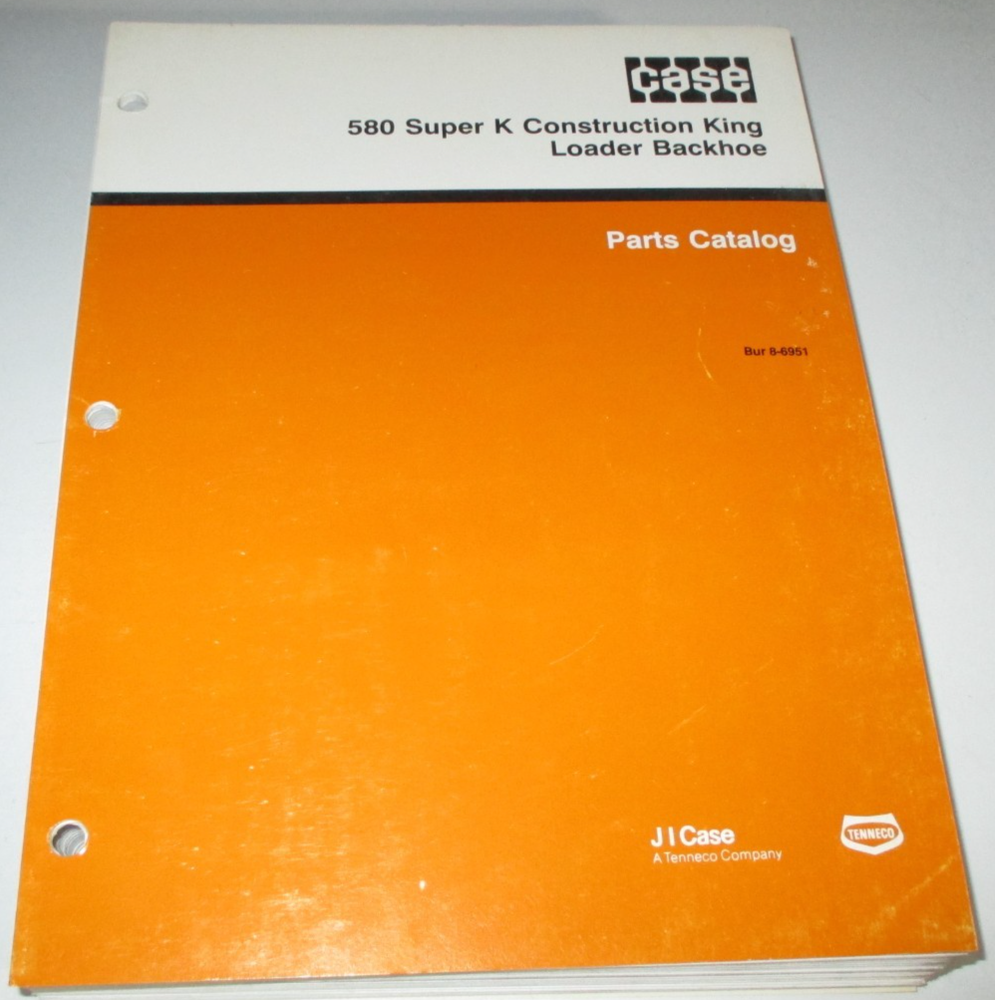 case
580 Super K Construction King
Loader Backhoe
Parts Catalog
Bur 8-6951
J I Case
A Tenneco Company
TENNECO